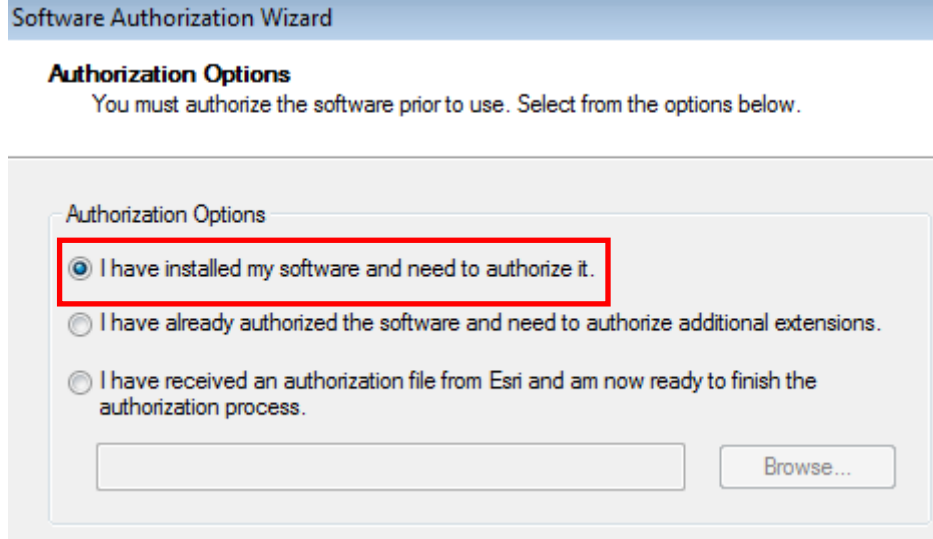 Software Authorization Wizard
Authorization Options
You must authorize the software prior to use. Select from the options below.
Authorization Options
I have installed my software and need to authorize it.
I have already authorized the software and need to authorize additional extensions.
I have received an authorization file from Esri and am now ready to finish the
authorization process.
Browse...